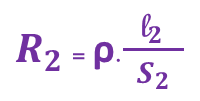 R₂ = ρ. ℓ₂/s₂